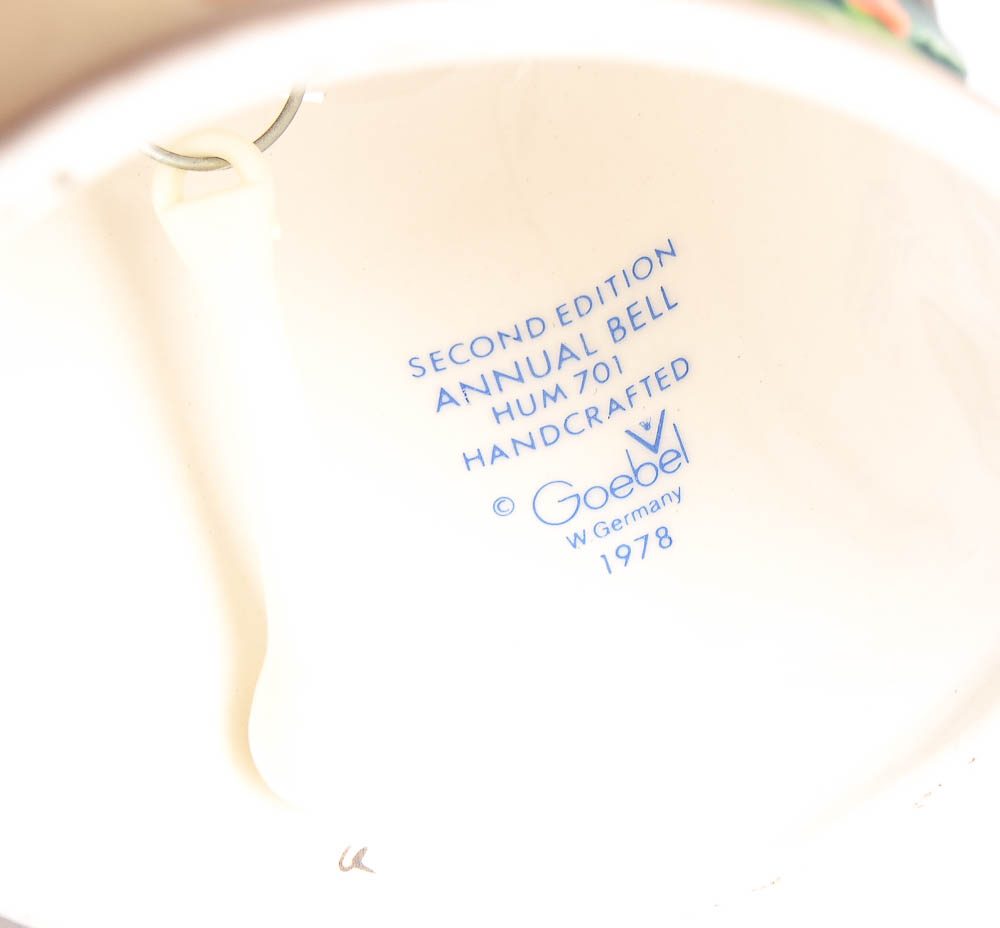 SECOND EDITION
ANNUAL BELL
HUM 701
HANDCRAFTED
© Goebel
W. Germany
1978